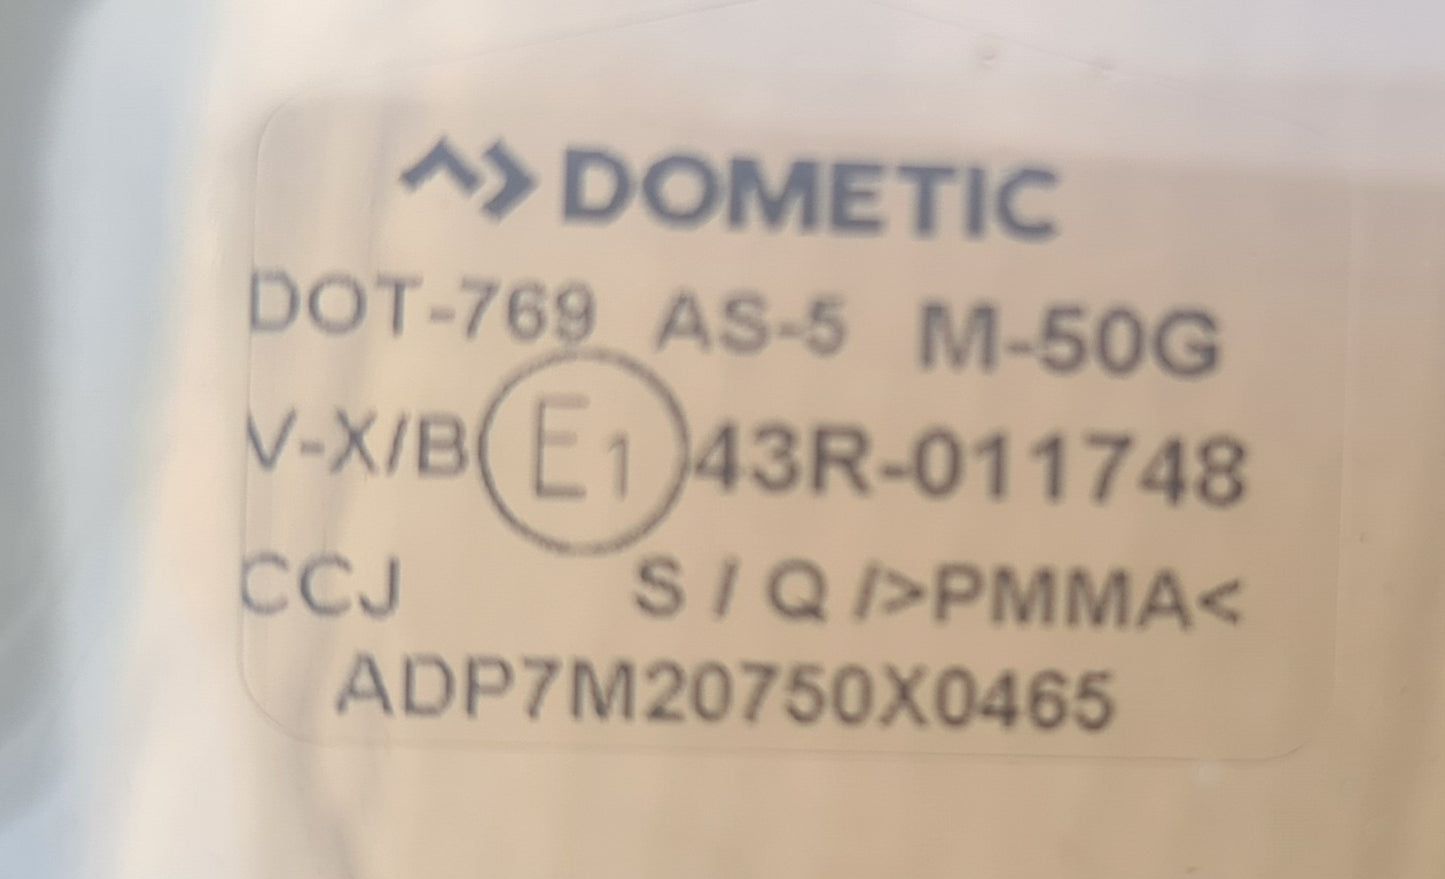 DOMETIC
DOT-769 AS-5 M-50G
V-X/B E1 43R-011748
CCJ S / Q />PMMA<
ADP7M20750X0465